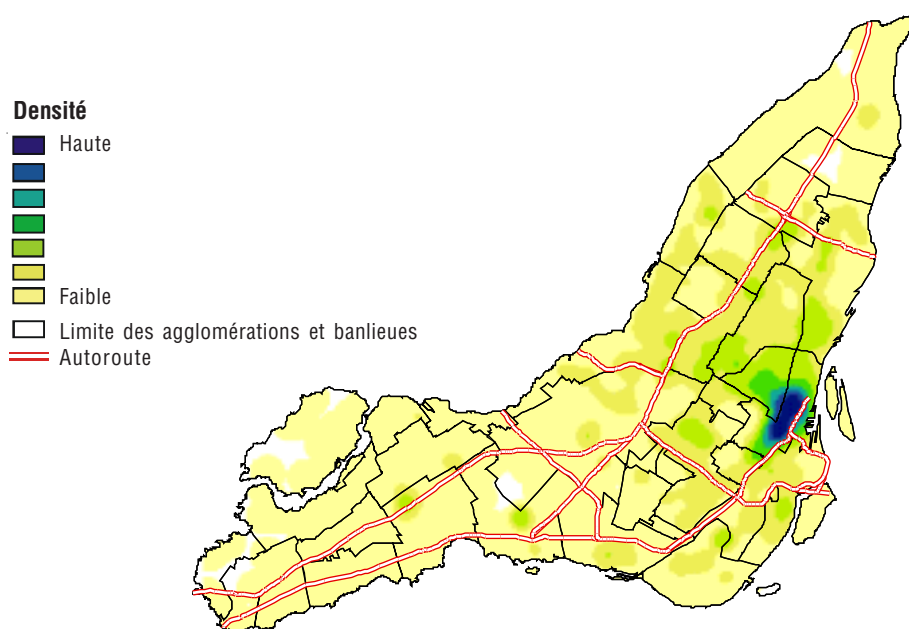 Densité
Haute
Faible
Limite des agglomérations et banlieues
Autoroute